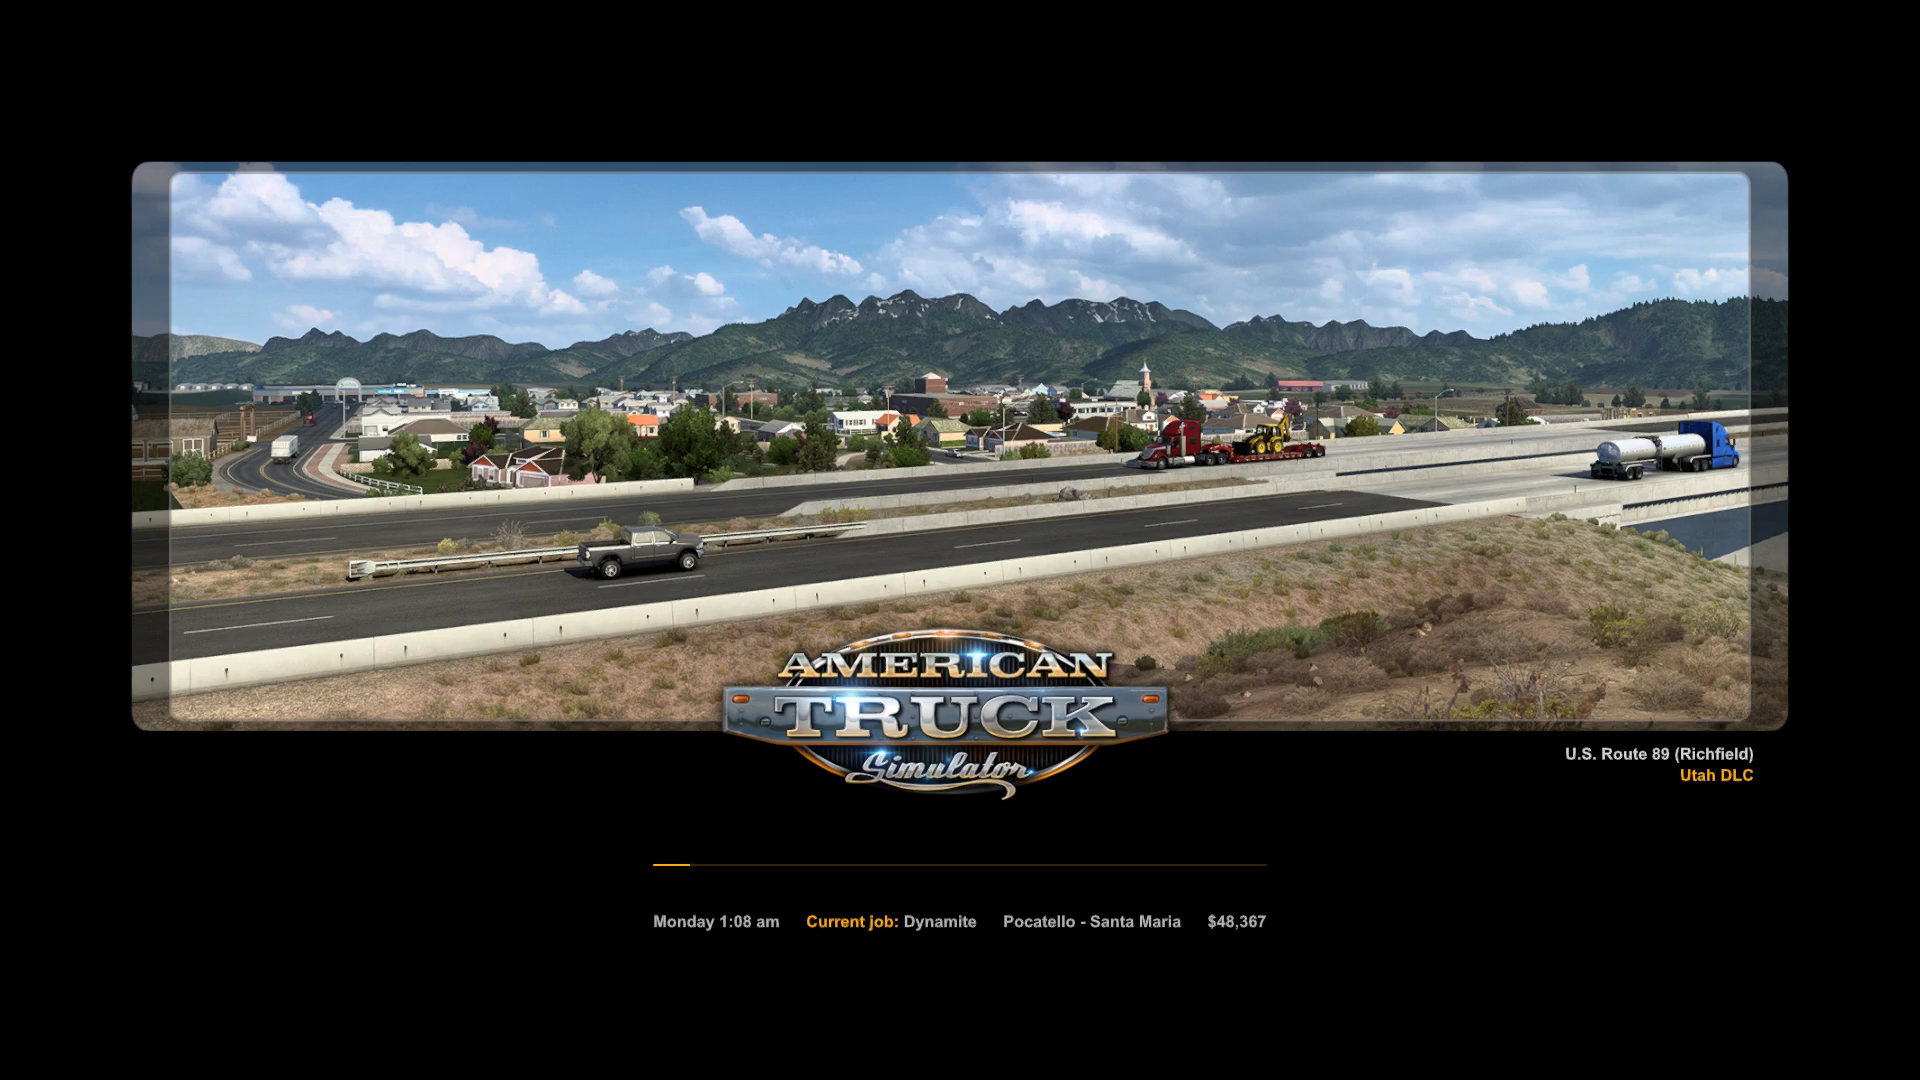 AMERICAN
TRUCK
Simulator
U.S. Route 89 (Richfield)
Utah DLC
Monday 1:08 am Current job: Dynamite Pocatello - Santa Maria $48,367